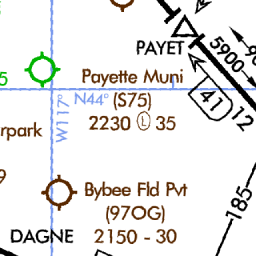 PAYET
5900
Payette Muni
N44°
(S75)
W117°
2230 Ⓛ 35
41
12
Bybee Fld Pvt
(97OG)
2150 - 30
DAGNE
185